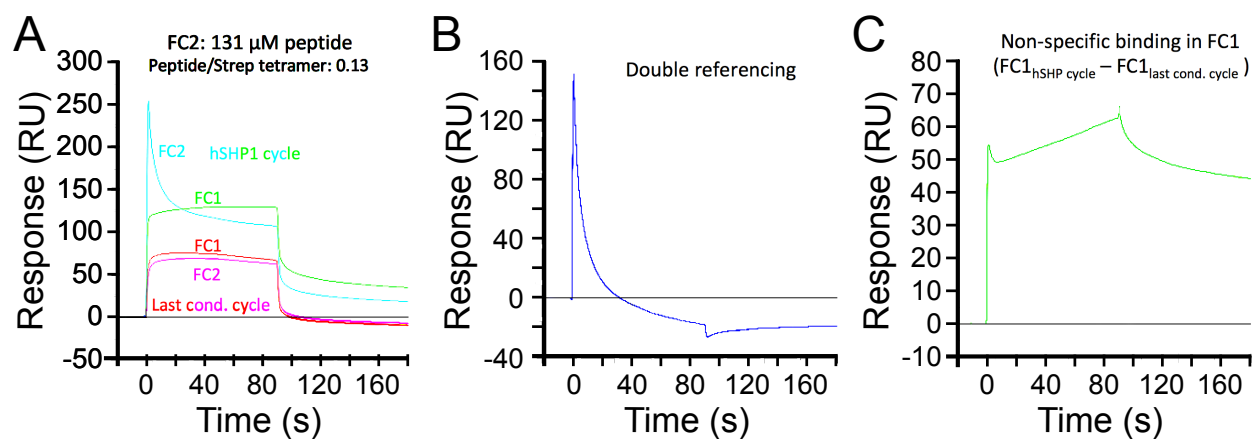 A
FC2: 131 µM peptide
Peptide/Strep tetramer: 0.13
300
250
200
150
100
50
0
-50
Response (RU)
FC2
hSHP1 cycle
FC1
FC1
FC2
Last cond. cycle
0 40 80 120 160
Time (s)
B
Double referencing
160
120
80
40
0
-40
Response (RU)
0 40 80 120 160
Time (s)
C
Non-specific binding in FC1
(FC1hSHP cycle – FC1last cond. cycle )
80
70
60
50
40
30
20
10
0
-10
Response (RU)
0 40 80 120 160
Time (s)